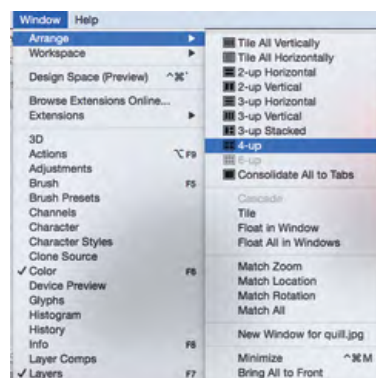 Window Help
Arrange
Workspace
Design Space (Preview) ^⌘`
Browse Extensions Online...
Extensions
3D
Actions ⌥F9
Adjustments
Brush F5
Brush Presets
Channels
Character
Character Styles
Clone Source
✓ Color F6
Device Preview
Glyphs
Histogram
History
Info F8
Layer Comps
✓ Layers F7
Tile All Vertically
Tile All Horizontally
2-up Horizontal
2-up Vertical
3-up Horizontal
3-up Vertical
3-up Stacked
4-up
6-up
Consolidate All to Tabs
Cascade
Tile
Float in Window
Float All in Windows
Match Zoom
Match Location
Match Rotation
Match All
New Window for quill.jpg
Minimize ^⌘M
Bring All to Front